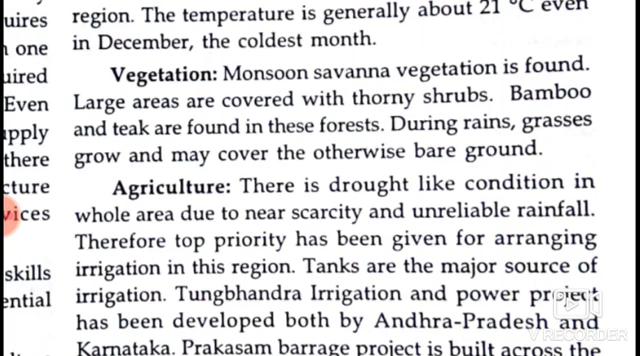 uires
n one
uired
Even
upply
there
cture
vices
skills
ential
region. The temperature is generally about 21 °C even
in December, the coldest month.
Vegetation: Monsoon savanna vegetation is found.
Large areas are covered with thorny shrubs. Bamboo
and teak are found in these forests. During rains, grasses
grow and may cover the otherwise bare ground.
Agriculture: There is drought like condition in
whole area due to near scarcity and unreliable rainfall.
Therefore top priority has been given for arranging
irrigation in this region. Tanks are the major source of
irrigation. Tungbhandra Irrigation and power project
has been developed both by Andhra-Pradesh and
Karnataka. Prakasam barrage project is built across the
V RECORDER